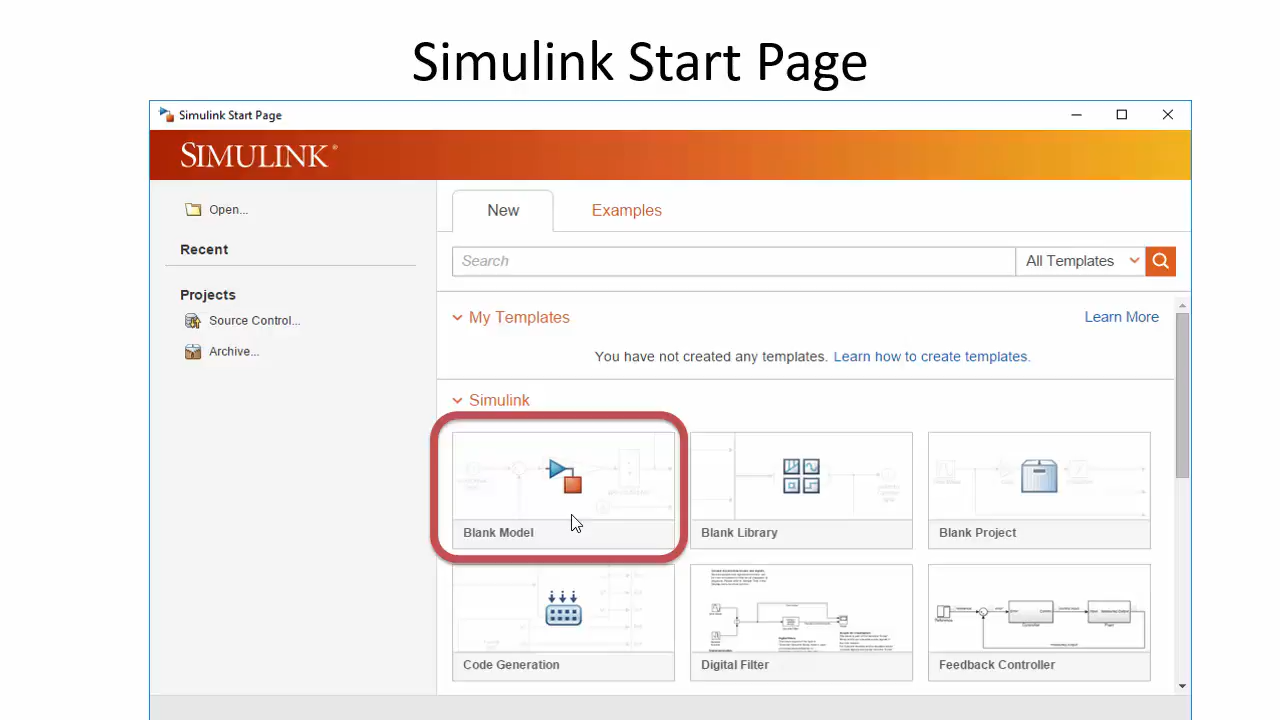 Simulink Start Page
Simulink Start Page
SIMULINK®
Open...
Recent
Projects
Source Control...
Archive...
New
Examples
Search
All Templates
My Templates
Learn More
You have not created any templates. Learn how to create templates.
Simulink
Blank Model
Blank Library
Blank Project
Code Generation
Digital Filter
Feedback Controller